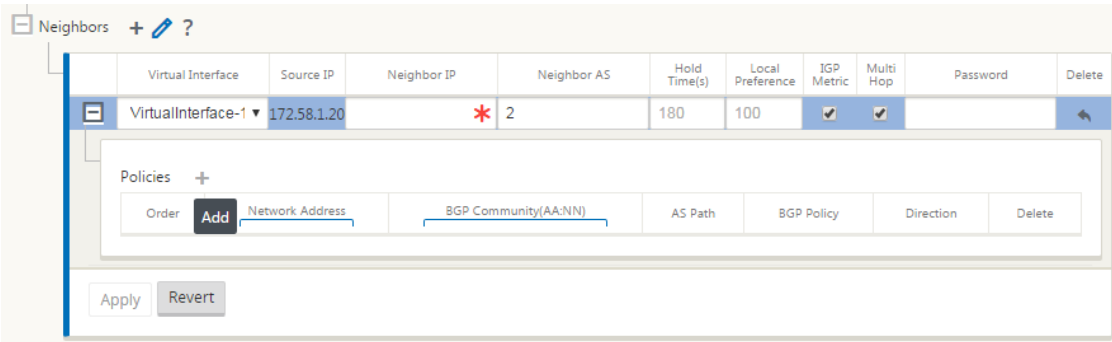 Neighbors + ?
Virtual Interface Source IP Neighbor IP Neighbor AS Hold Time(s) Local Preference IGP Metric Multi Hop Password Delete
VirtualInterface-1 172.58.1.20 * 2 180 100
Policies +
Order Add Network Address BGP Community(AA:NN) AS Path BGP Policy Direction Delete
Apply Revert